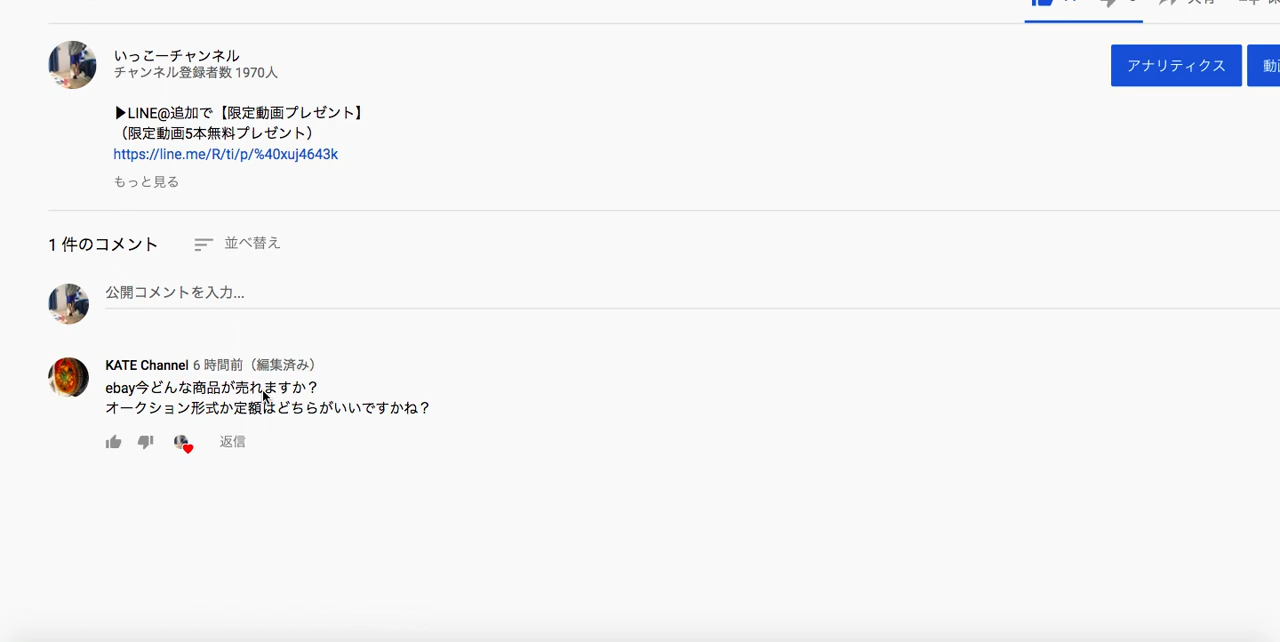 いっこーチャンネル
チャンネル登録者数 1970人
アナリティクス
▶LINE@追加で【限定動画プレゼント】
（限定動画5本無料プレゼント）
https://line.me/R/ti/p/%40xuj4643k
もっと見る
1 件のコメント 並べ替え
公開コメントを入力...
KATE Channel 6 時間前（編集済み）
ebay今どんな商品が売れますか？
オークション形式か定額はどちらがいいですかね？
返信